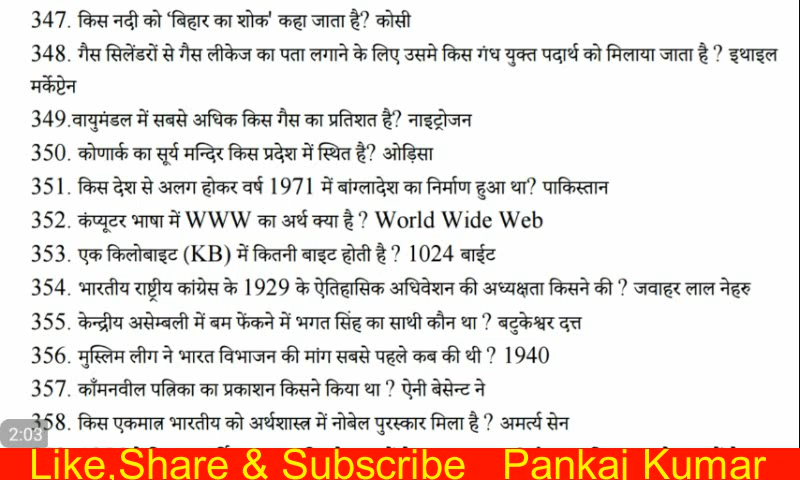 347. किस नदी को ‘बिहार का शोक' कहा जाता है? कोसी
348. गैस सिलेंडरों से गैस लीकेज का पता लगाने के लिए उसमे किस गंध युक्त पदार्थ को मिलाया जाता है ? इथाइल
मर्केप्टेन
349.वायुमंडल में सबसे अधिक किस गैस का प्रतिशत है? नाइट्रोजन
350. कोणार्क का सूर्य मन्दिर किस प्रदेश में स्थित है? ओड़िसा
351. किस देश से अलग होकर वर्ष 1971 में बांग्लादेश का निर्माण हुआ था? पाकिस्तान
352. कंप्यूटर भाषा में WWW का अर्थ क्या है ? World Wide Web
353. एक किलोबाइट (KB) में कितनी बाइट होती है ? 1024 बाईट
354. भारतीय राष्ट्रीय कांग्रेस के 1929 के ऐतिहासिक अधिवेशन की अध्यक्षता किसने की ? जवाहर लाल नेहरु
355. केन्द्रीय असेम्बली में बम फेंकने में भगत सिंह का साथी कौन था ? बटुकेश्वर दत्त
356. मुस्लिम लीग ने भारत विभाजन की मांग सबसे पहले कब की थी ? 1940
357. कॉंमनवील पत्रिका का प्रकाशन किसने किया था ? ऐनी बेसेन्ट ने
358. किस एकमात्र भारतीय को अर्थशास्त्र में नोबेल पुरस्कार मिला है ? अमर्त्य सेन
2:03
Like,Share & Subscribe Pankaj Kumar